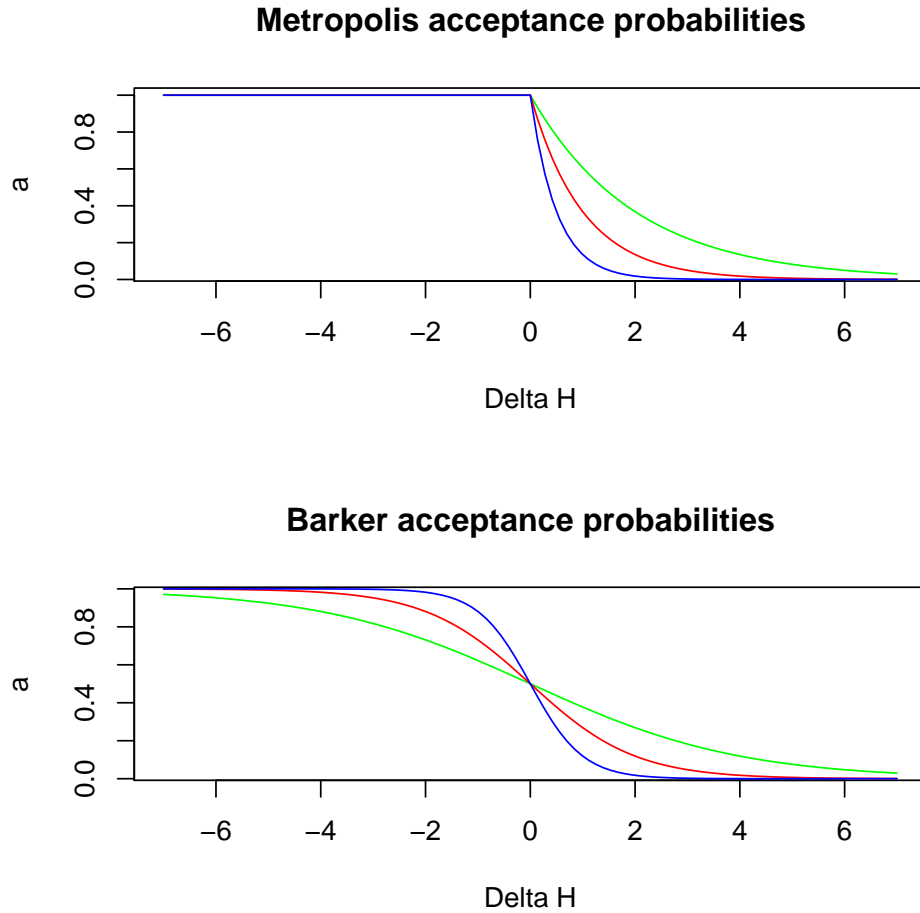 Metropolis acceptance probabilities
a
0.0 0.4 0.8
−6 −4 −2 0 2 4 6
Delta H
Barker acceptance probabilities
a
0.0 0.4 0.8
−6 −4 −2 0 2 4 6
Delta H